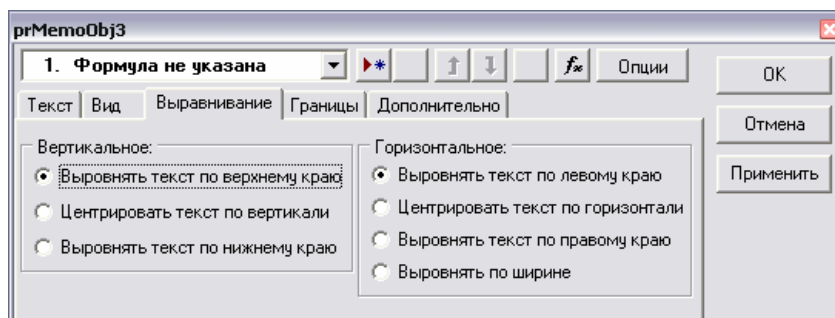 prMemoObj3
1. Формула не указана
Опции
OK
Текст Вид Выравнивание Границы Дополнительно
Отмена
Вертикальное:
Горизонтальное:
Применить
Выровнять текст по верхнему краю
Выровнять текст по левому краю
Центрировать текст по вертикали
Центрировать текст по горизонтали
Выровнять текст по нижнему краю
Выровнять текст по правому краю
Выровнять по ширине